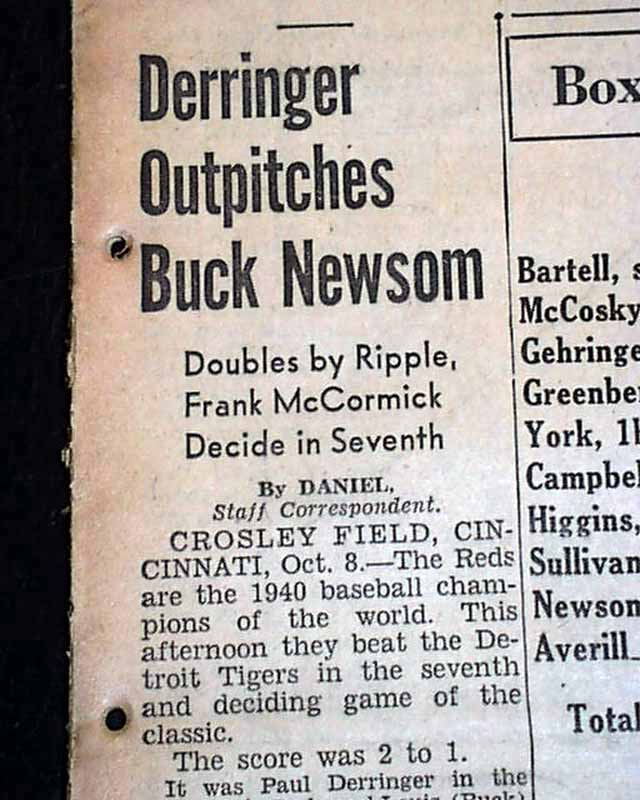 Derringer
Outpitches
Buck Newsom
Doubles by Ripple,
Frank McCormick
Decide in Seventh
By DANIEL,
Staff Correspondent.
CROSLEY FIELD, CIN-
CINNATI, Oct. 8.—The Reds
are the 1940 baseball cham-
pions of the world. This
afternoon they beat the De-
troit Tigers in the seventh
and deciding game of the
classic.
The score was 2 to 1.
It was Paul Derringer in the
(Buck)
Box
Bartell, s
McCosky
Gehringe
Greenbe
York, 1b
Campbel
Higgins,
Sullivan
Newson
Averill
Total